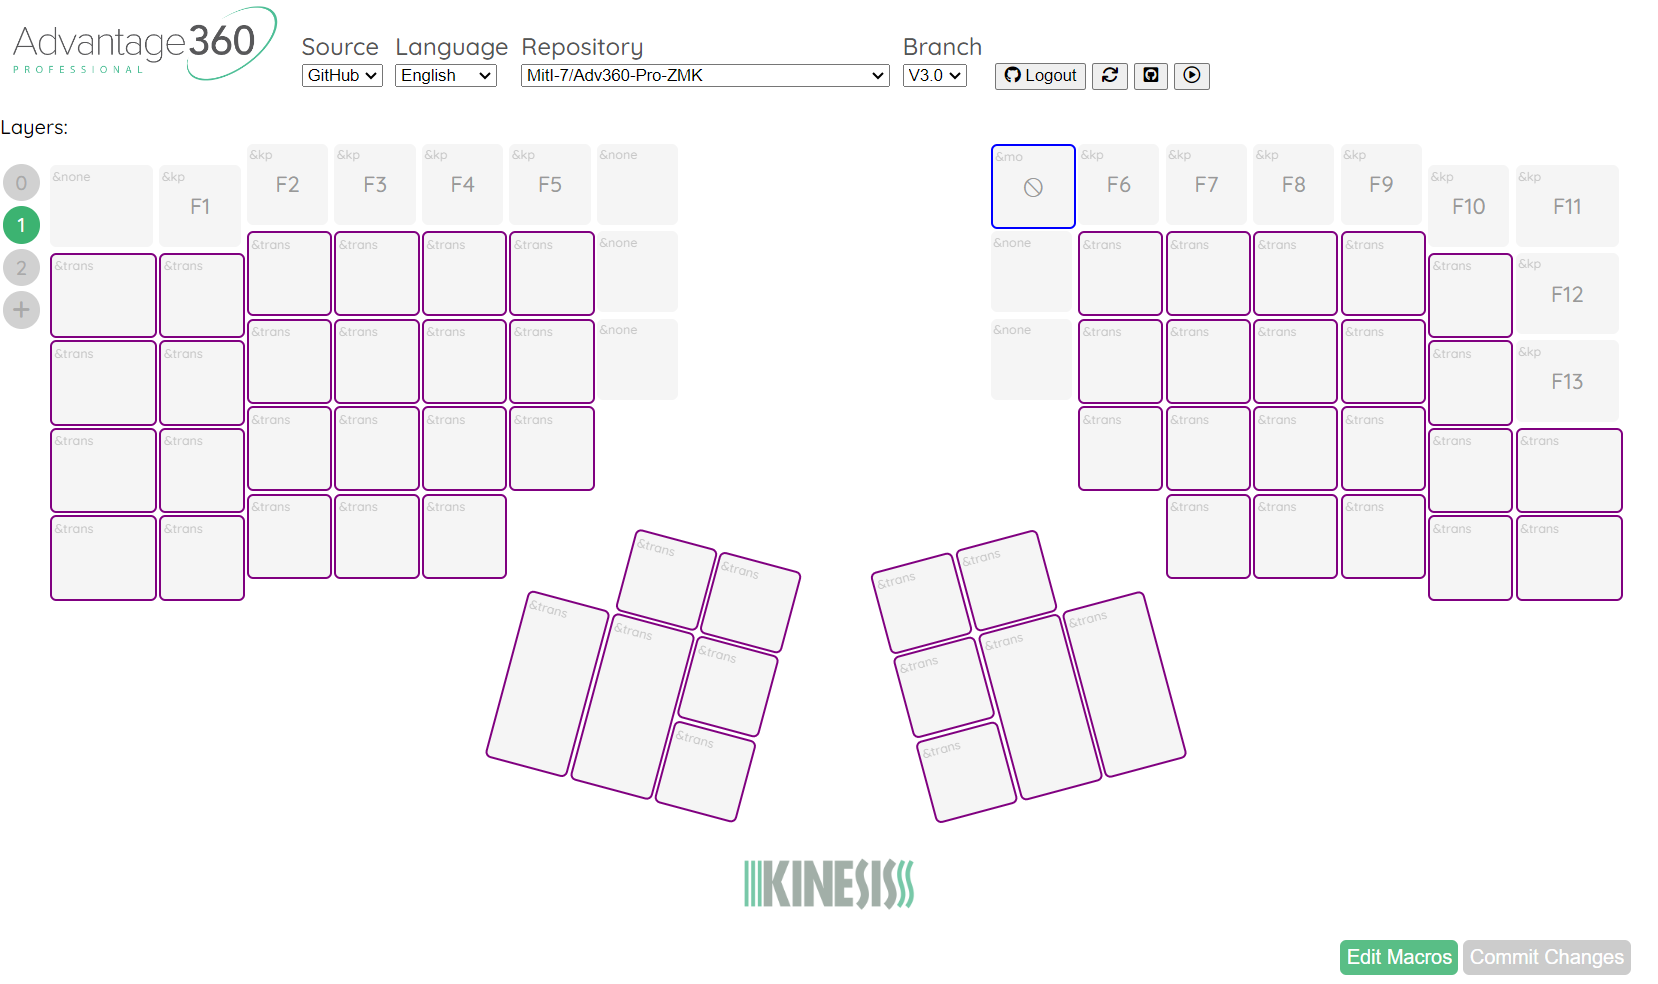 Advantage360
PROFESSIONAL
Source Language Repository Branch
GitHub English MitI-7/Adv360-Pro-ZMK V3.0 Logout
Layers:
0
1
2
+
&none &kp F1 &kp F2 &kp F3 &kp F4 &kp F5 &none
&mo &kp F6 &kp F7 &kp F8 &kp F9 &kp F10 &kp F11
&trans &trans &trans &trans &trans &trans &none
&none &trans &trans &trans &trans &trans &kp F12
&trans &trans &trans &trans &trans &trans &none
&none &trans &trans &trans &trans &trans &kp F13
&trans &trans &trans &trans &trans &trans
&trans &trans &trans &trans &trans &trans
&trans &trans &trans &trans &trans
&trans &trans &trans &trans &trans
&trans &trans
&trans &trans
&trans &trans &trans
&trans &trans &trans
&trans
&trans
KINESIS
Edit Macros Commit Changes